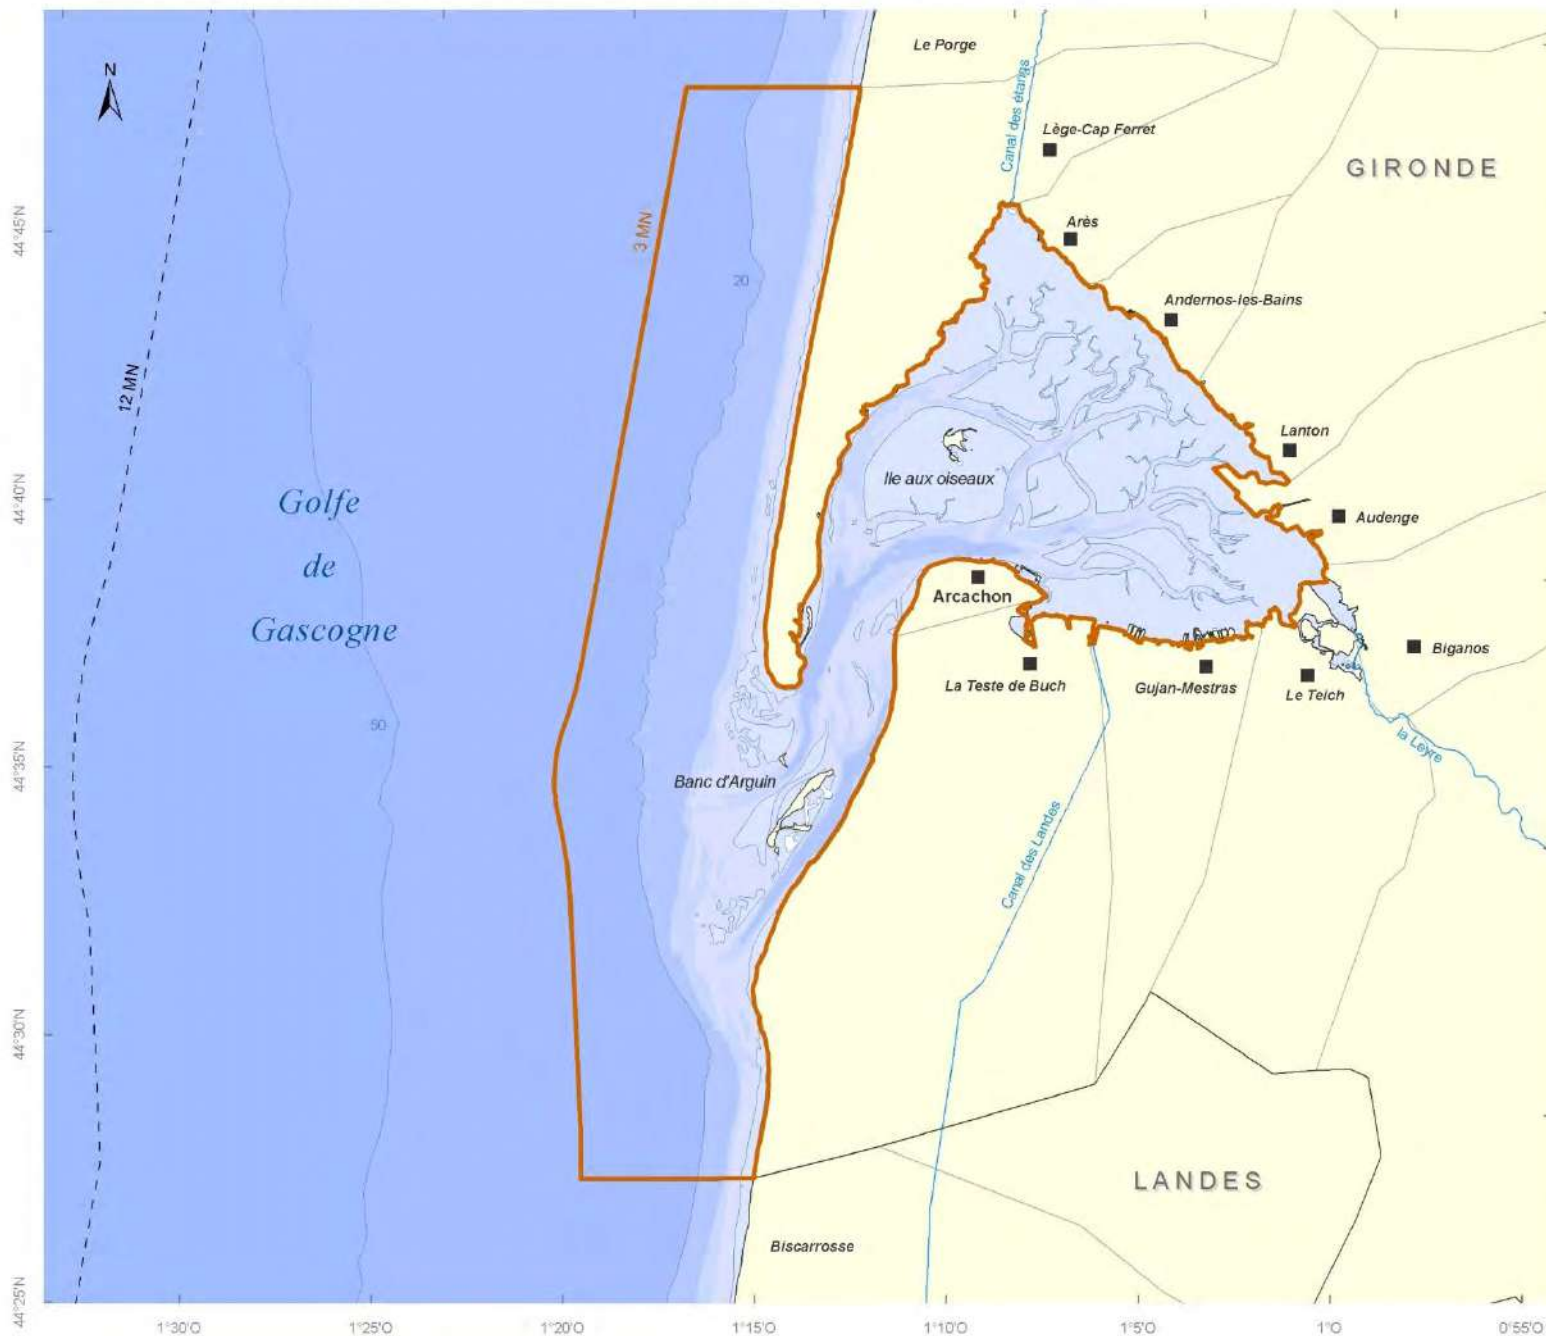 N
Le Porge
Canal des étangs
Lège-Cap Ferret
GIRONDE
Arès
44°45'N
3 MN
20
Andernos-les-Bains
12 MN
Lanton
Ile aux oiseaux
44°40'N
Golfe
de
Gascogne
Audenge
Arcachon
Biganos
La Teste de Buch
Gujan-Mestras
Le Teich
50
la Leyre
44°35'N
Banc d'Arguin
Canal des Landes
44°30'N
LANDES
Biscarrosse
44°25'N
1°30'O
1°25'O
1°20'O
1°15'O
1°10'O
1°5'O
1°O
0°55'O